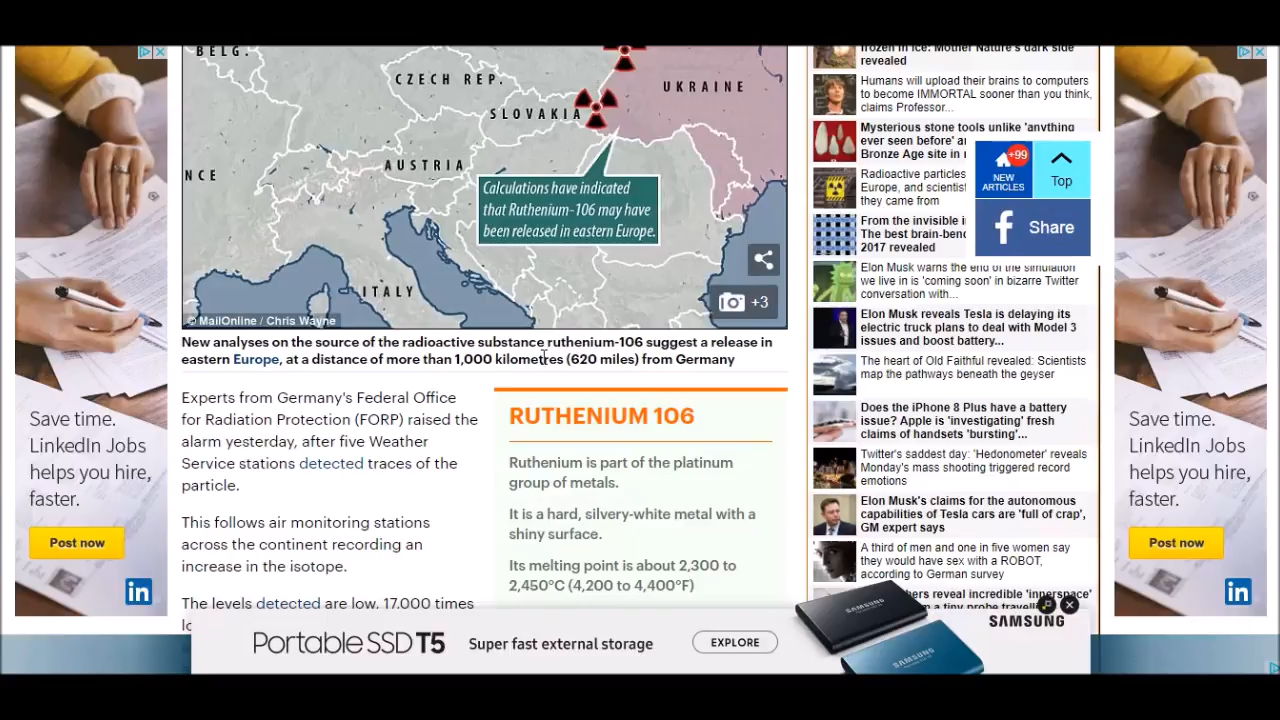 BELG.
CZECH REP.
UKRAINE
SLOVAKIA
AUSTRIA
NCE
Calculations have indicated
that Ruthenium-106 may have
been released in eastern Europe.
ITALY
+3
© MailOnline / Chris Wayne
New analyses on the source of the radioactive substance ruthenium-106 suggest a release in
eastern Europe, at a distance of more than 1,000 kilometres (620 miles) from Germany
Experts from Germany's Federal Office
for Radiation Protection (FORP) raised the
alarm yesterday, after five Weather
Service stations detected traces of the
particle.
This follows air monitoring stations
across the continent recording an
increase in the isotope.
The levels detected are low, 17,000 times
RUTHENIUM 106
Ruthenium is part of the platinum
group of metals.
It is a hard, silvery-white metal with a
shiny surface.
Its melting point is about 2,300 to
2,450°C (4,200 to 4,400°F)
frozen in ice: Mother Nature's dark side
revealed
Humans will upload their brains to computers
to become IMMORTAL sooner than you think,
claims Professor...
Mysterious stone tools unlike 'anything
ever seen before'
Bronze Age site in
Radioactive particles
Europe, and scientist
they came from
From the invisible
The best brain-bend
2017 revealed
Elon Musk warns the end of the simulation
we live in is 'coming soon' in bizarre Twitter
conversation with...
Elon Musk reveals Tesla is delaying its
electric truck plans to deal with Model 3
issues and boost battery...
The heart of Old Faithful revealed: Scientists
map the pathways beneath the geyser
Does the iPhone 8 Plus have a battery
issue? Apple is 'investigating' fresh
claims of handsets 'bursting'...
Twitter's saddest day: 'Hedonometer' reveals
Monday's mass shooting triggered record
emotions
Elon Musk's claims for the autonomous
capabilities of Tesla cars are 'full of crap',
GM expert says
A third of men and one in five women say
they would have sex with a ROBOT,
according to German survey
hers reveal incredible 'innerspace'
m a tiny probe travelli
+99
NEW
ARTICLES
Top
f Share
Save time.
LinkedIn Jobs
helps you hire,
faster.
Post now
in
Save time.
LinkedIn Jobs
helps you hire,
faster.
Post now
in
Portable SSD T5
Super fast external storage
EXPLORE
SAMSUNG
SAMSUNG
SAMSUNG